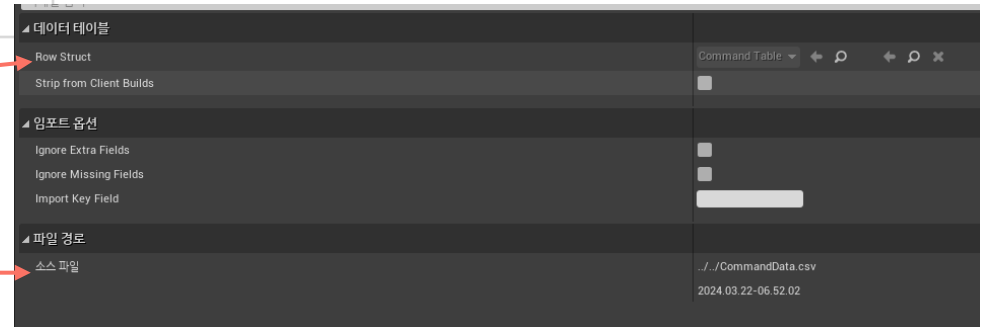 데이터 테이블
Row Struct Command Table
Strip from Client Builds
임포트 옵션
Ignore Extra Fields
Ignore Missing Fields
Import Key Field
파일 경로
소스 파일 ../../CommandData.csv
2024.03.22-06.52.02